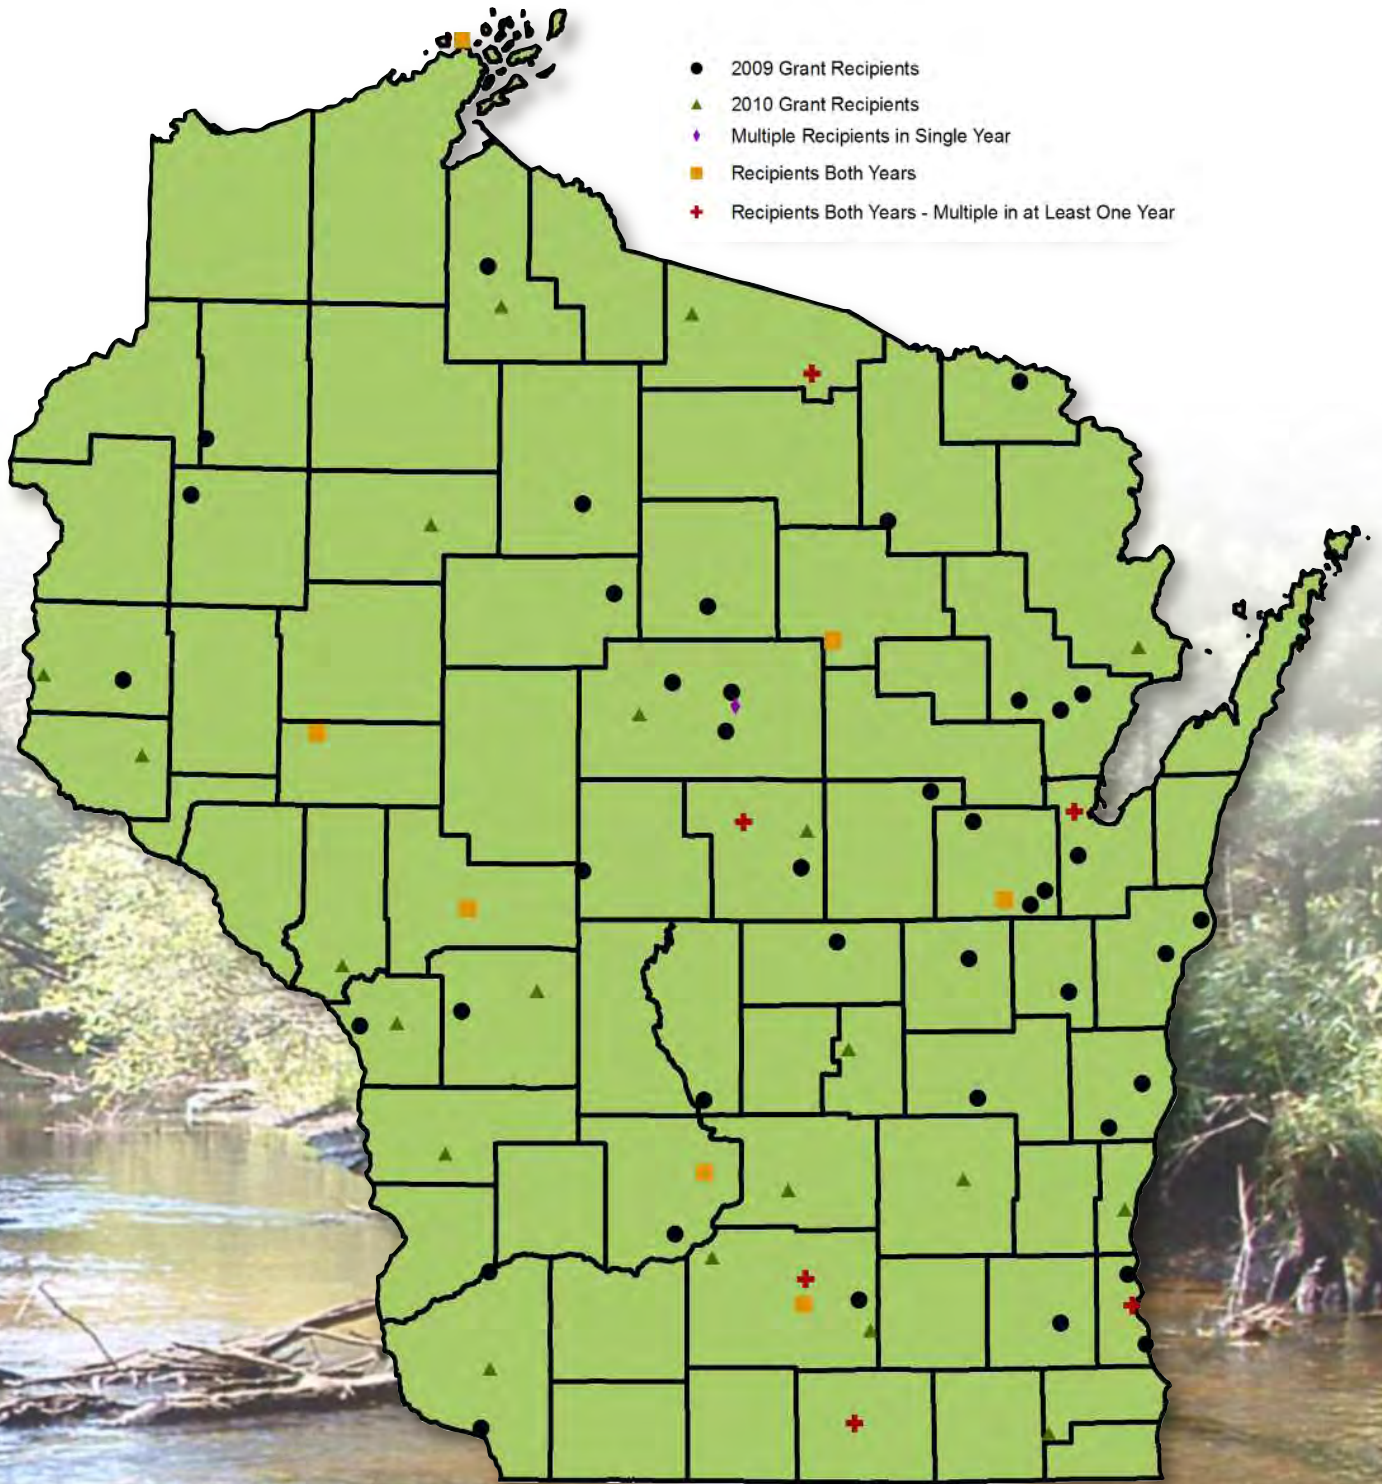 2009 Grant Recipients
2010 Grant Recipients
Multiple Recipients in Single Year
Recipients Both Years
Recipients Both Years - Multiple in at Least One Year